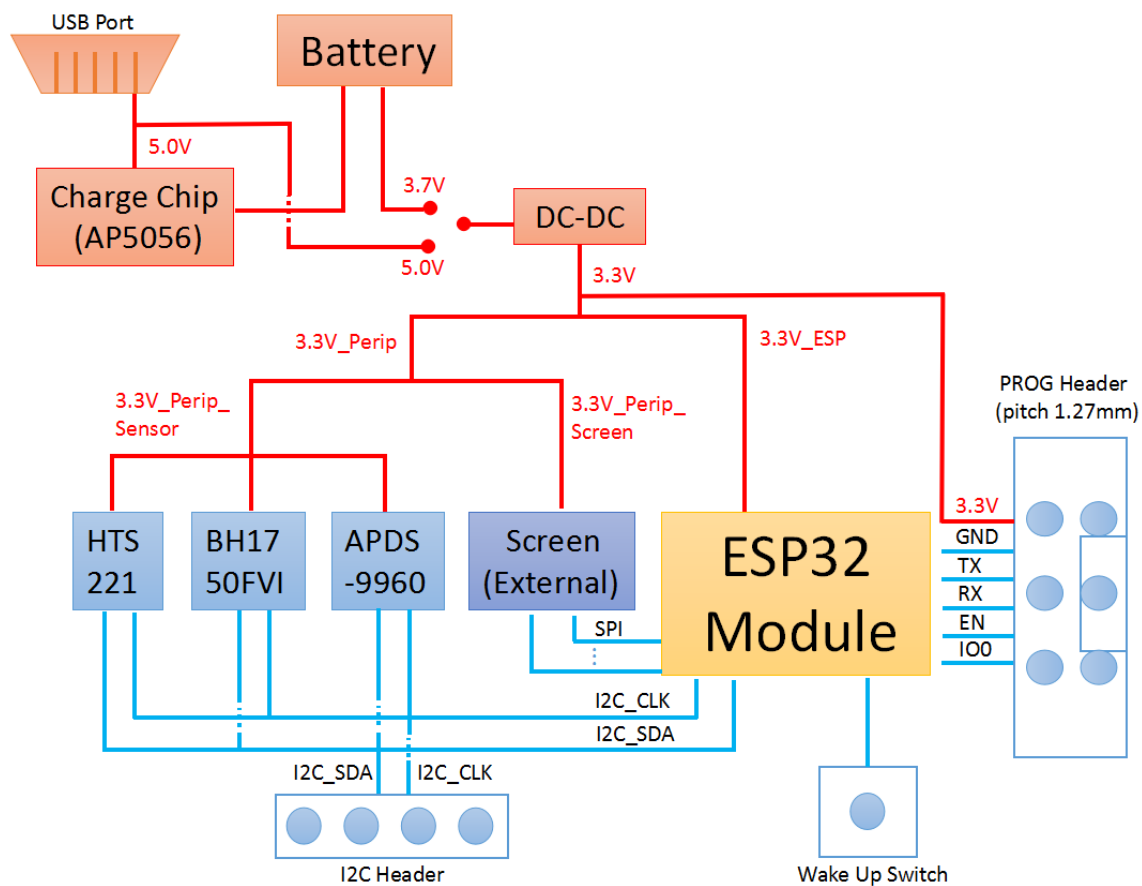 USB Port
Battery
5.0V
Charge Chip
(AP5056)
3.7V
5.0V
DC-DC
3.3V
3.3V_Perip
3.3V_ESP
3.3V_Perip_
Sensor
3.3V_Perip_
Screen
PROG Header
(pitch 1.27mm)
HTS
221
BH17
50FVI
APDS
-9960
Screen
(External)
ESP32
Module
3.3V
GND
TX
RX
EN
IO0
SPI
I2C_CLK
I2C_SDA
I2C_SDA
I2C_CLK
I2C Header
Wake Up Switch